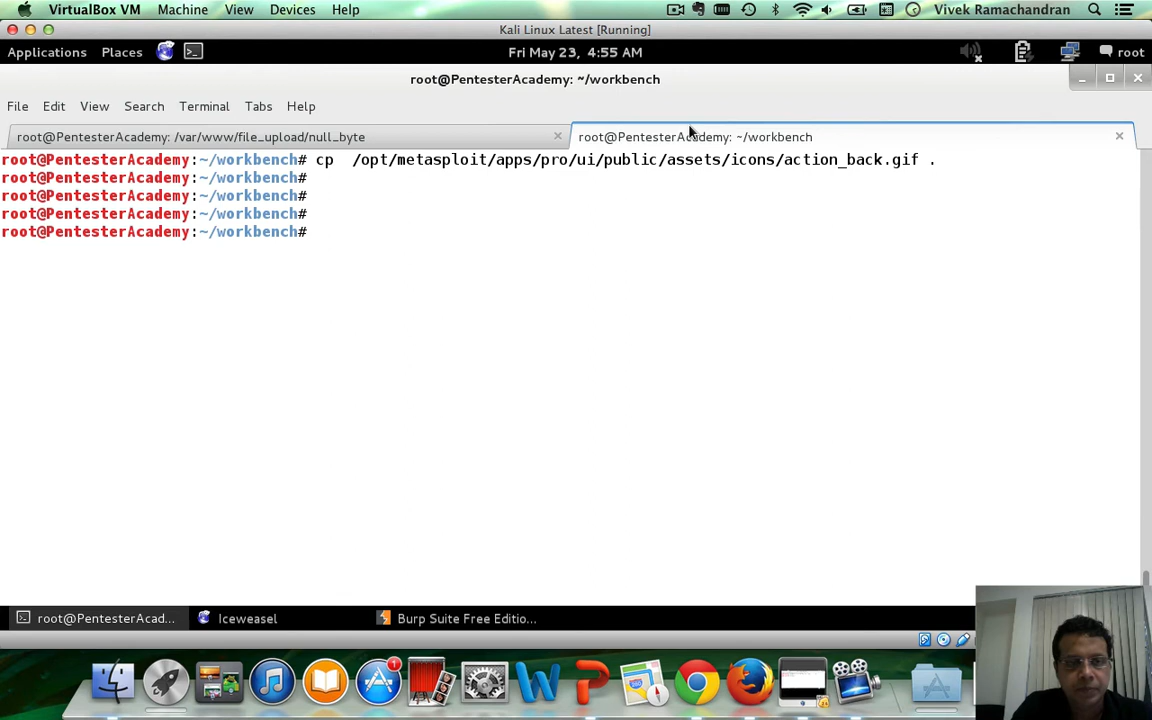 VirtualBox VM Machine View Devices Help Vivek Ramachandran
Kali Linux Latest [Running]
Applications Places Fri May 23, 4:55 AM root
root@PentesterAcademy: ~/workbench
File Edit View Search Terminal Tabs Help
root@PentesterAcademy: /var/www/file_upload/null_byte root@PentesterAcademy: ~/workbench
root@PentesterAcademy:~/workbench# cp  /opt/metasploit/apps/pro/ui/public/assets/icons/action_back.gif .
root@PentesterAcademy:~/workbench#
root@PentesterAcademy:~/workbench#
root@PentesterAcademy:~/workbench#
root@PentesterAcademy:~/workbench#
root@PentesterAcad... Iceweasel Burp Suite Free Editio...
1